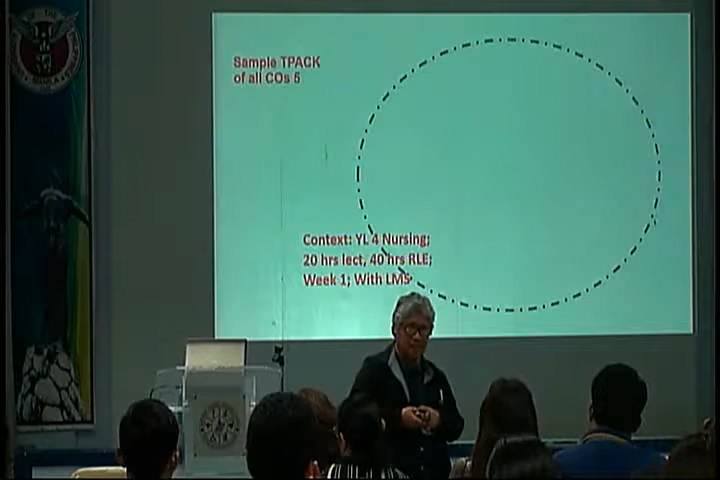 Sample TPACK
of all COs 5
Context: YL 4 Nursing;
20 hrs lect, 40 hrs RLE;
Week 1; With LMS